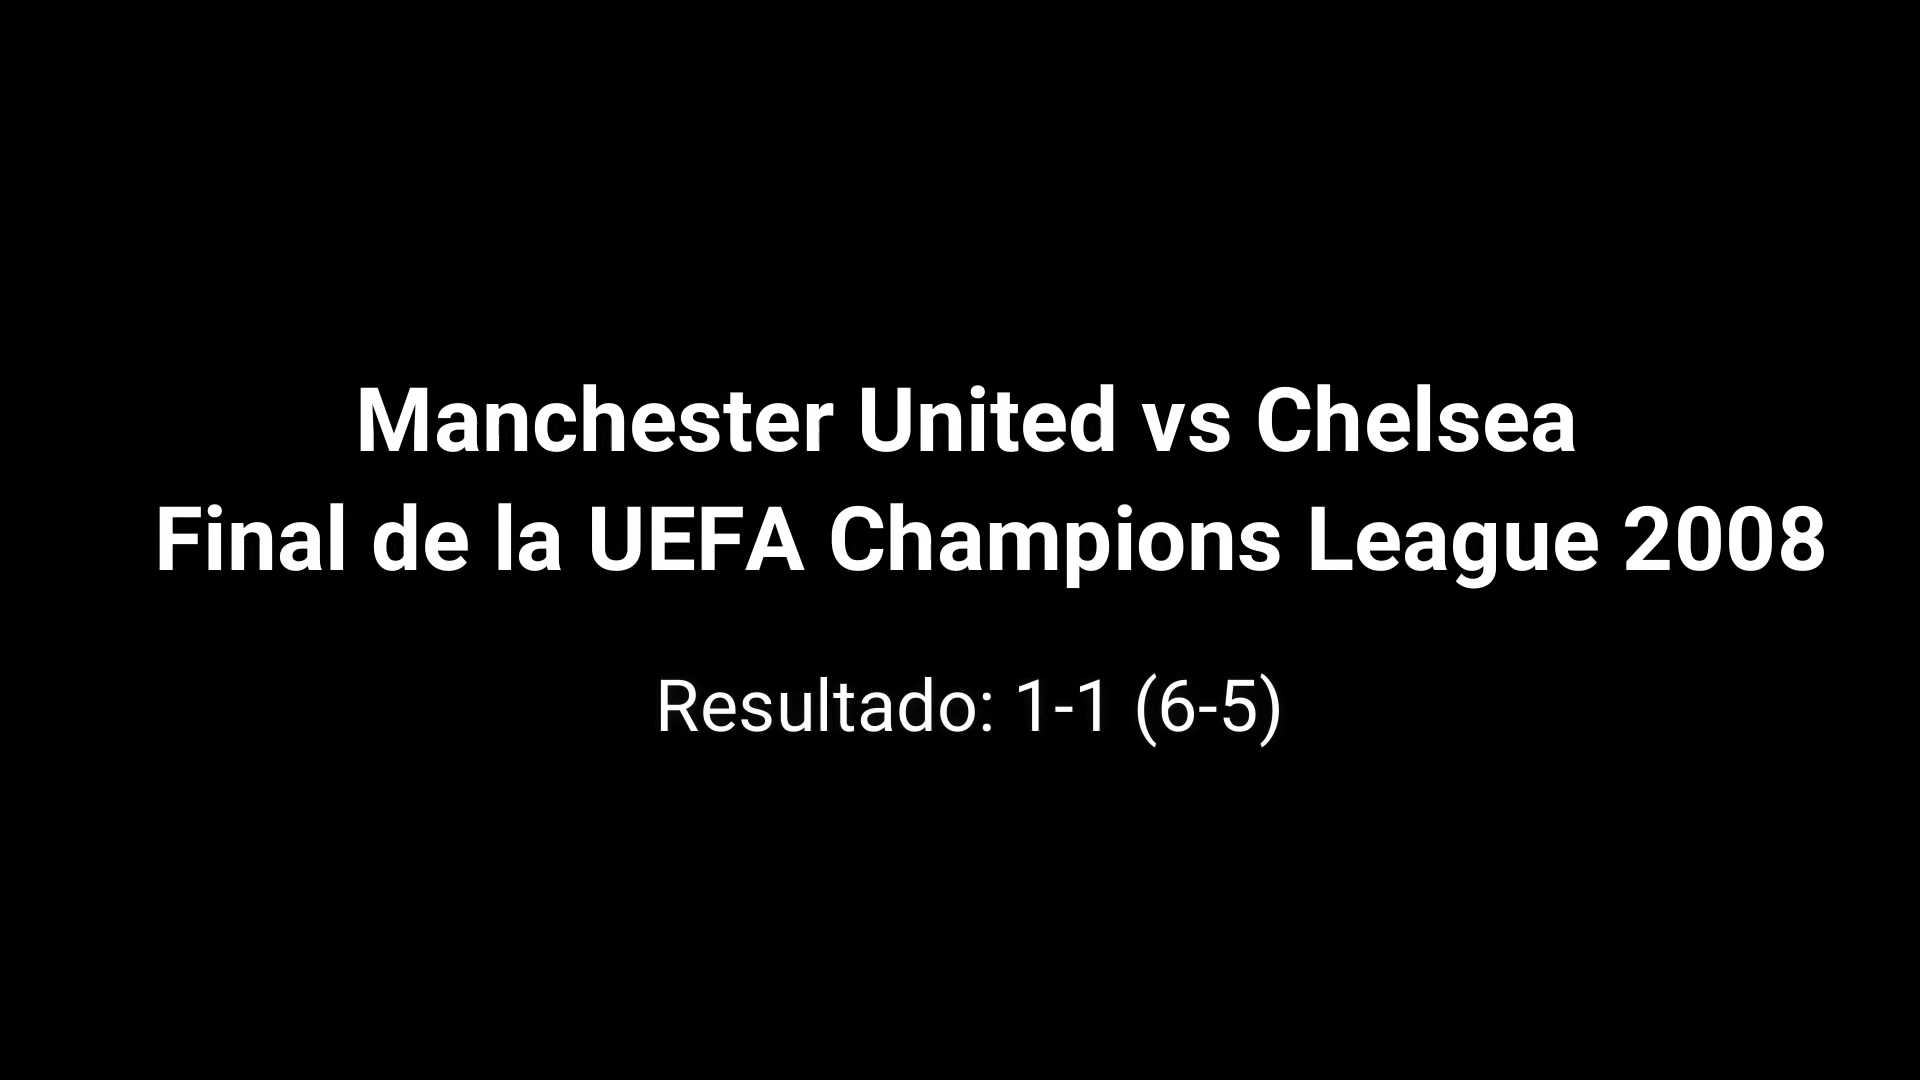 Manchester United vs Chelsea
Final de la UEFA Champions League 2008
Resultado: 1-1 (6-5)